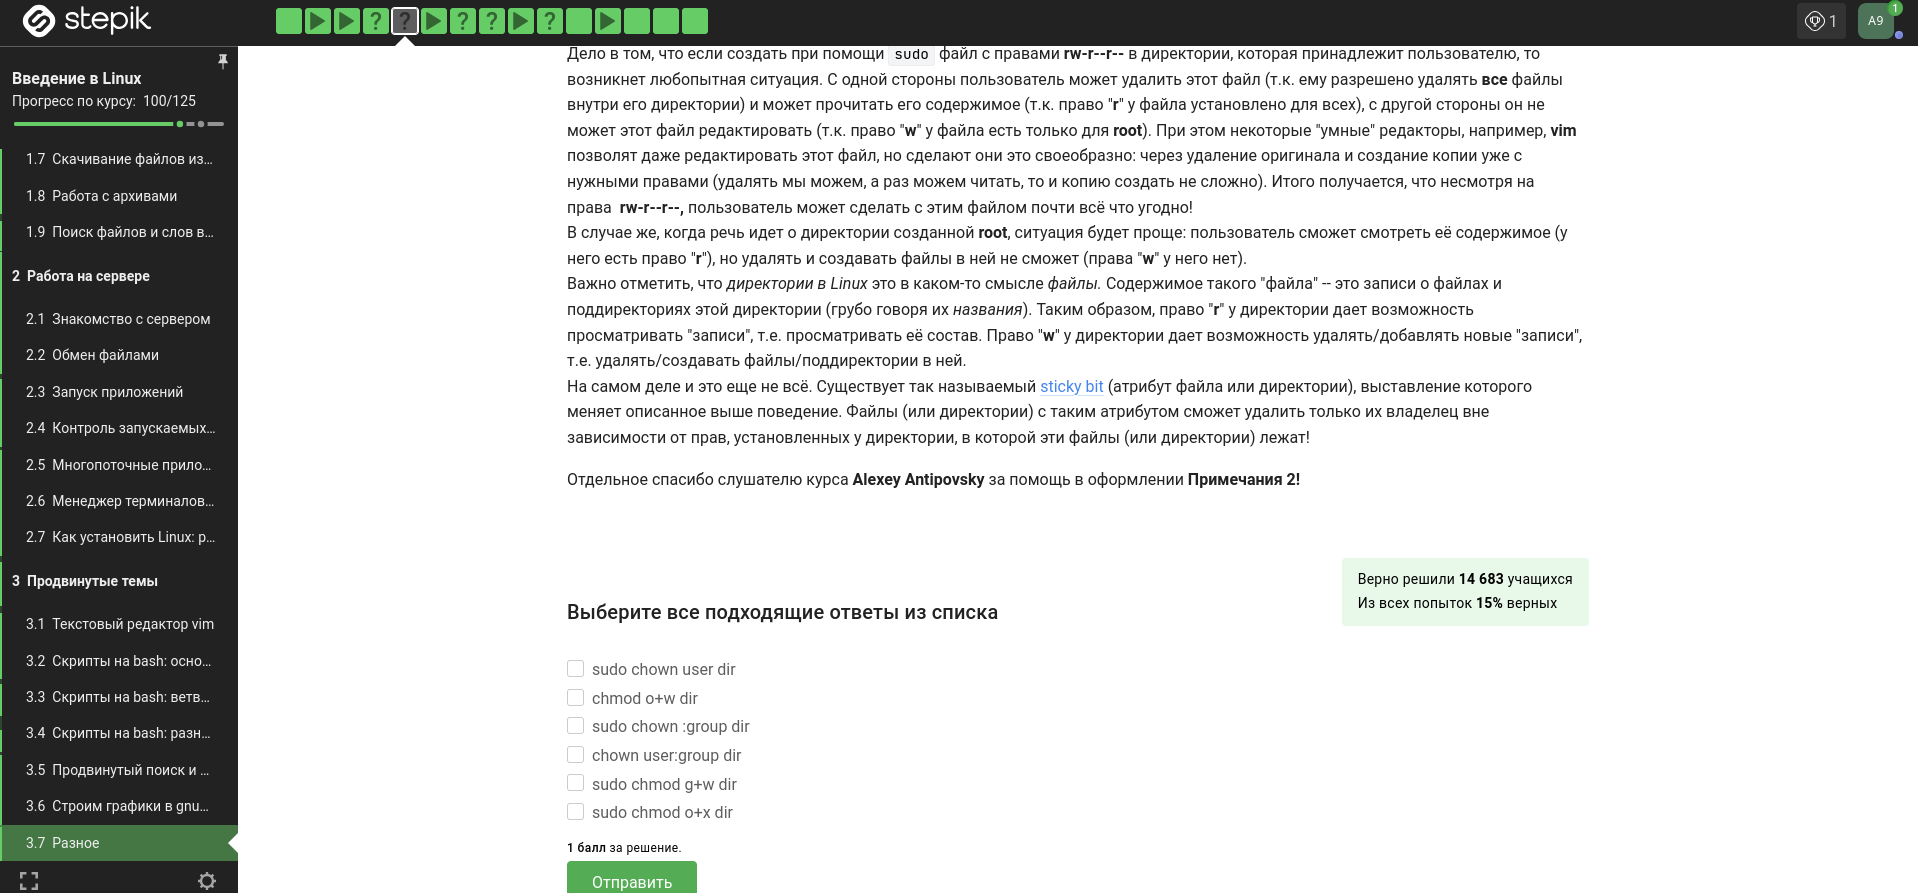 stepik
1
A9
1
Введение в Linux
Прогресс по курсу: 100/125
1.7 Скачивание файлов из…
1.8 Работа с архивами
1.9 Поиск файлов и слов в…
2 Работа на сервере
2.1 Знакомство с сервером
2.2 Обмен файлами
2.3 Запуск приложений
2.4 Контроль запускаемых…
2.5 Многопоточные прило…
2.6 Менеджер терминалов…
2.7 Как установить Linux: р…
3 Продвинутые темы
3.1 Текстовый редактор vim
3.2 Скрипты на bash: осно…
3.3 Скрипты на bash: ветв…
3.4 Скрипты на bash: разн…
3.5 Продвинутый поиск и …
3.6 Строим графики в gnu…
3.7 Разное
Дело в том, что если создать при помощи sudo файл с правами rw-r--r-- в директории, которая принадлежит пользователю, то
возникнет любопытная ситуация. С одной стороны пользователь может удалить этот файл (т.к. ему разрешено удалять все файлы
внутри его директории) и может прочитать его содержимое (т.к. право "r" у файла установлено для всех), с другой стороны он не
может этот файл редактировать (т.к. право "w" у файла есть только для root). При этом некоторые "умные" редакторы, например, vim
позволят даже редактировать этот файл, но сделают они это своеобразно: через удаление оригинала и создание копии уже с
нужными правами (удалять мы можем, а раз можем читать, то и копию создать не сложно). Итого получается, что несмотря на
права rw-r--r--, пользователь может сделать с этим файлом почти всё что угодно!
В случае же, когда речь идет о директории созданной root, ситуация будет проще: пользователь сможет смотреть её содержимое (у
него есть право "r"), но удалять и создавать файлы в ней не сможет (права "w" у него нет).
Важно отметить, что директории в Linux это в каком-то смысле файлы. Содержимое такого "файла" -- это записи о файлах и
поддиректориях этой директории (грубо говоря их названия). Таким образом, право "r" у директории дает возможность
просматривать "записи", т.е. просматривать её состав. Право "w" у директории дает возможность удалять/добавлять новые "записи",
т.е. удалять/создавать файлы/поддиректории в ней.
На самом деле и это еще не всё. Существует так называемый sticky bit (атрибут файла или директории), выставление которого
меняет описанное выше поведение. Файлы (или директории) с таким атрибутом сможет удалить только их владелец вне
зависимости от прав, установленных у директории, в которой эти файлы (или директории) лежат!
Отдельное спасибо слушателю курса Alexey Antipovsky за помощь в оформлении Примечания 2!
Верно решили 14 683 учащихся
Из всех попыток 15% верных
Выберите все подходящие ответы из списка
sudo chown user dir
chmod o+w dir
sudo chown :group dir
chown user:group dir
sudo chmod g+w dir
sudo chmod o+x dir
1 балл за решение.
Отправить